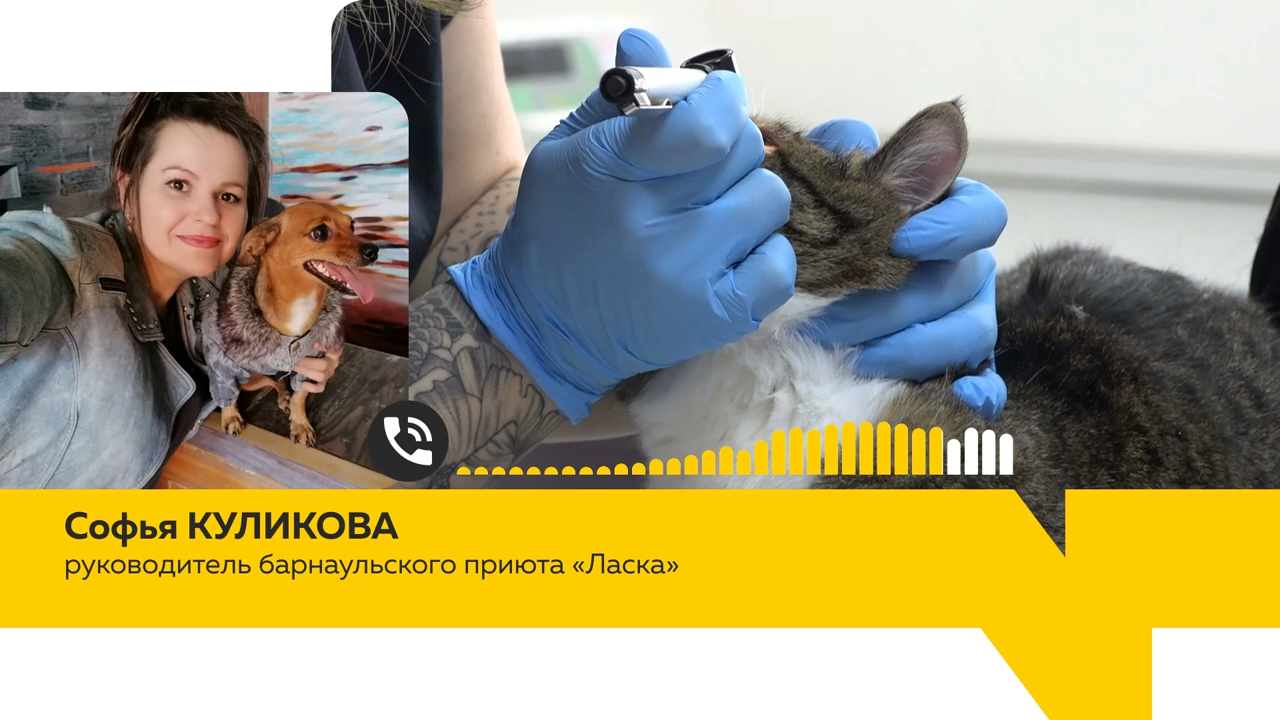 Софья КУЛИКОВА
руководитель барнаульского приюта «Ласка»